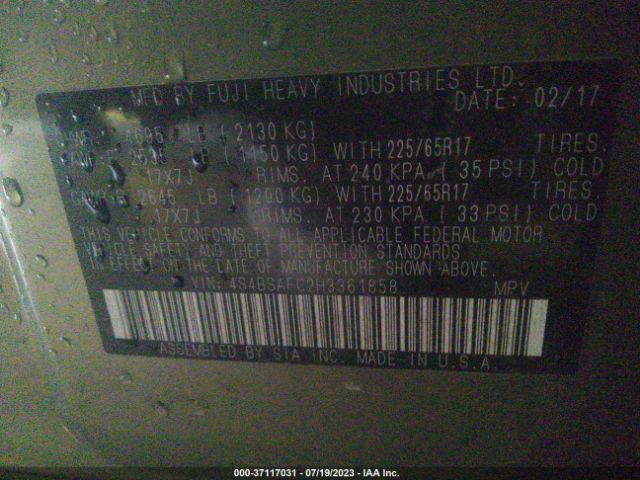 MFD BY FUJI HEAVY INDUSTRIES LTD.
DATE: 02/17
4695 LB (2130 KG)
LB (1150 KG) WITH 225/65R17 TIRES.
17X7J RIMS. AT 240 KPA (35 PSI) COLD
2645 LB (1200 KG) WITH 225/65R17 TIRES
17X7J RIMS. AT 230 KPA (33 PSI) COLD
THIS VEHICLE CONFORMS TO ALL APPLICABLE FEDERAL MOTOR
VEHICLE SAFETY AND THEFT PREVENTION STANDARDS
IN EFFECT ON THE DATE OF MANUFACTURE SHOWN ABOVE.
VIN: 4S4BSAFC2H3361858 MPV
ASSEMBLED BY SIA INC. MADE IN U.S.A.
000-37117031 - 07/19/2023 - IAA Inc.